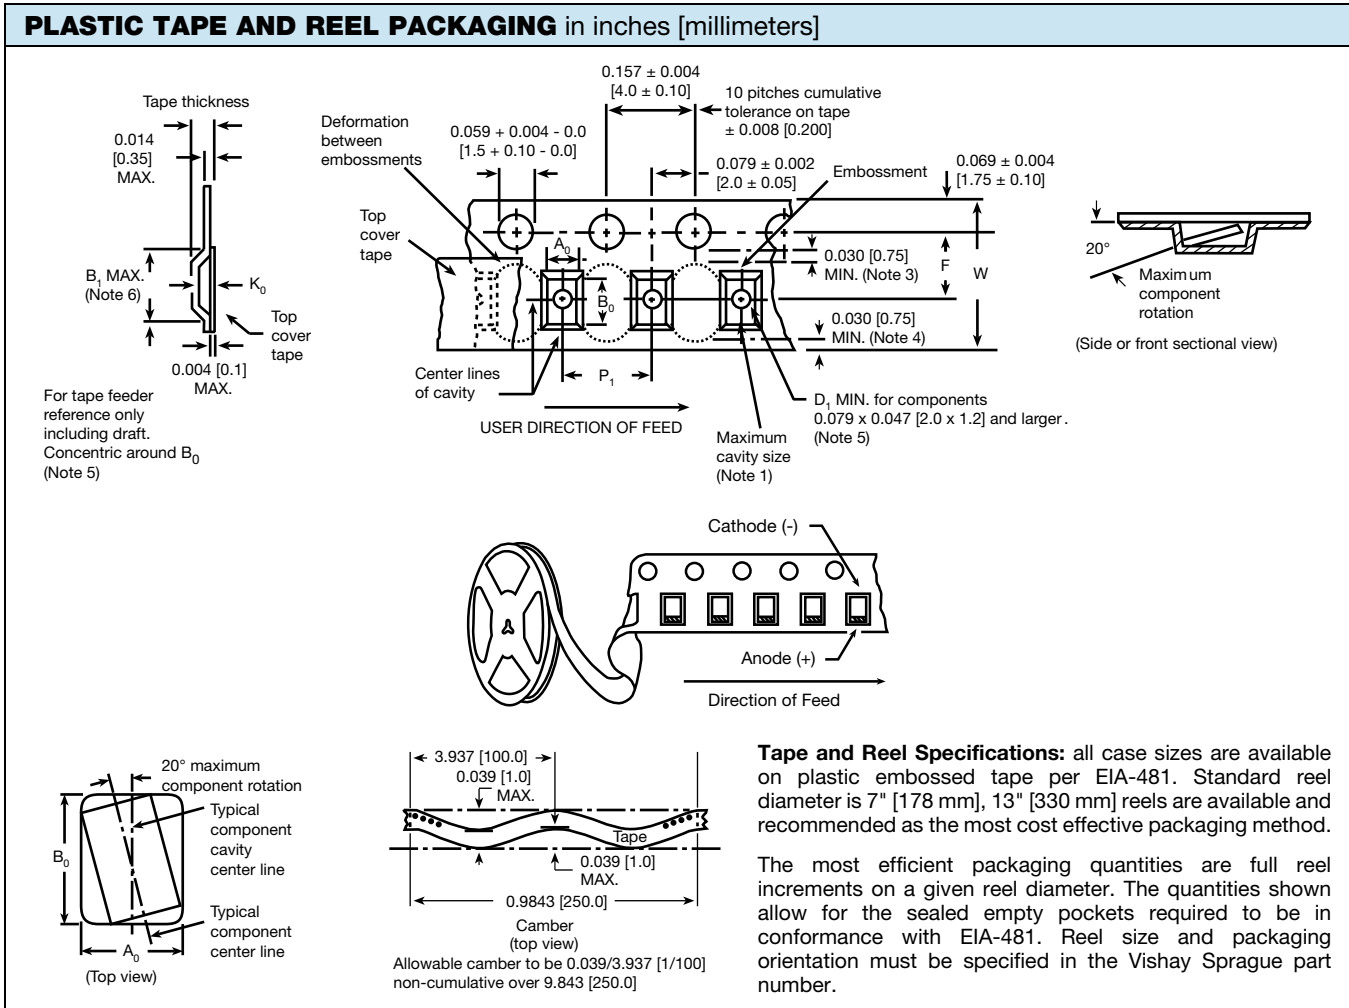 PLASTIC TAPE AND REEL PACKAGING in inches [millimeters]
Tape thickness
0.014
[0.35]
MAX.
B1 MAX.
(Note 6)
K0
Top
cover
tape
0.004 [0.1]
MAX.
For tape feeder
reference only
including draft.
Concentric around B0
(Note 5)
Deformation
between
embossments
Top
cover
tape
0.059 + 0.004 - 0.0
[1.5 + 0.10 - 0.0]
0.157 ± 0.004
[4.0 ± 0.10]
10 pitches cumulative
tolerance on tape
± 0.008 [0.200]
0.079 ± 0.002
[2.0 ± 0.05]
Embossment
0.069 ± 0.004
[1.75 ± 0.10]
A0
B0
0.030 [0.75]
MIN. (Note 3)
F
W
0.030 [0.75]
MIN. (Note 4)
Center lines
of cavity
P1
USER DIRECTION OF FEED
Maximum
cavity size
(Note 1)
D1 MIN. for components
0.079 x 0.047 [2.0 x 1.2] and larger.
(Note 5)
20°
Maximum
component
rotation
(Side or front sectional view)
Cathode (-)
Anode (+)
Direction of Feed
20° maximum
component rotation
Typical
component
cavity
center line
B0
Typical
component
center line
A0
(Top view)
3.937 [100.0]
0.039 [1.0]
MAX.
Tape
0.039 [1.0]
MAX.
0.9843 [250.0]
Camber
(top view)
Allowable camber to be 0.039/3.937 [1/100]
non-cumulative over 9.843 [250.0]
Tape and Reel Specifications: all case sizes are available
on plastic embossed tape per EIA-481. Standard reel
diameter is 7" [178 mm], 13" [330 mm] reels are available and
recommended as the most cost effective packaging method.
The most efficient packaging quantities are full reel
increments on a given reel diameter. The quantities shown
allow for the sealed empty pockets required to be in
conformance with EIA-481. Reel size and packaging
orientation must be specified in the Vishay Sprague part
number.